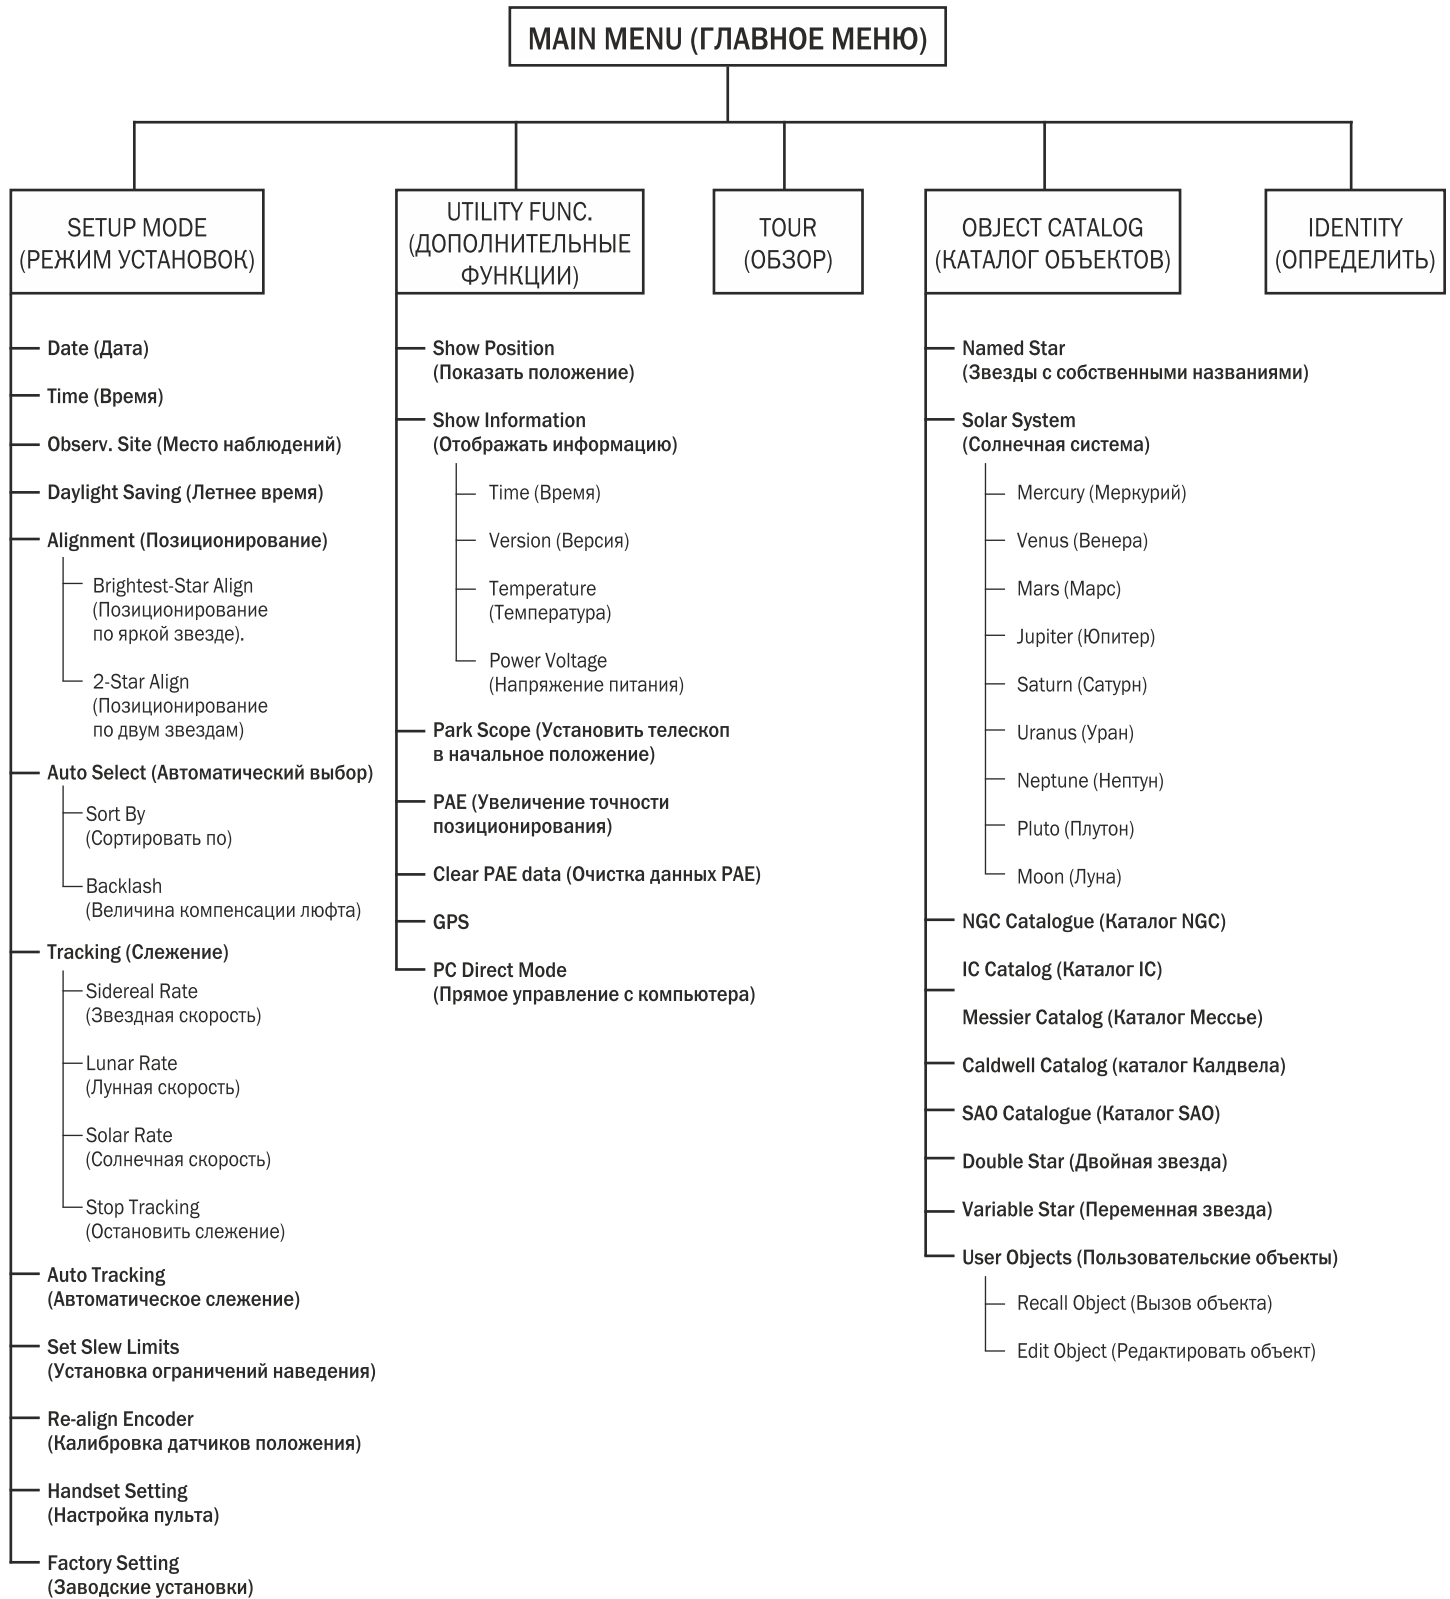 MAIN MENU (ГЛАВНОЕ МЕНЮ)
SETUP MODE
(РЕЖИМ УСТАНОВОК)
Date (Дата)
Time (Время)
Observ. Site (Место наблюдений)
Daylight Saving (Летнее время)
Alignment (Позиционирование)
Brightest-Star Align
(Позиционирование
по яркой звезде).
2-Star Align
(Позиционирование
по двум звездам)
Auto Select (Автоматический выбор)
Sort By
(Сортировать по)
Backlash
(Величина компенсации люфта)
Tracking (Слежение)
Sidereal Rate
(Звездная скорость)
Lunar Rate
(Лунная скорость)
Solar Rate
(Солнечная скорость)
Stop Tracking
(Остановить слежение)
Auto Tracking
(Автоматическое слежение)
Set Slew Limits
(Установка ограничений наведения)
Re-align Encoder
(Калибровка датчиков положения)
Handset Setting
(Настройка пульта)
Factory Setting
(Заводские установки)
UTILITY FUNC.
(ДОПОЛНИТЕЛЬНЫЕ
ФУНКЦИИ)
Show Position
(Показать положение)
Show Information
(Отображать информацию)
Time (Время)
Version (Версия)
Temperature
(Температура)
Power Voltage
(Напряжение питания)
Park Scope (Установить телескоп
в начальное положение)
PAE (Увеличение точности
позиционирования)
Clear PAE data (Очистка данных PAE)
GPS
PC Direct Mode
(Прямое управление с компьютера)
TOUR
(ОБЗОР)
OBJECT CATALOG
(КАТАЛОГ ОБЪЕКТОВ)
Named Star
(Звезды с собственными названиями)
Solar System
(Солнечная система)
Mercury (Меркурий)
Venus (Венера)
Mars (Марс)
Jupiter (Юпитер)
Saturn (Сатурн)
Uranus (Уран)
Neptune (Нептун)
Pluto (Плутон)
Moon (Луна)
NGC Catalogue (Каталог NGC)
IC Catalog (Каталог IC)
Messier Catalog (Каталог Мессье)
Caldwell Catalog (каталог Калдвела)
SAO Catalogue (Каталог SAO)
Double Star (Двойная звезда)
Variable Star (Переменная звезда)
User Objects (Пользовательские объекты)
Recall Object (Вызов объекта)
Edit Object (Редактировать объект)
IDENTITY
(ОПРЕДЕЛИТЬ)